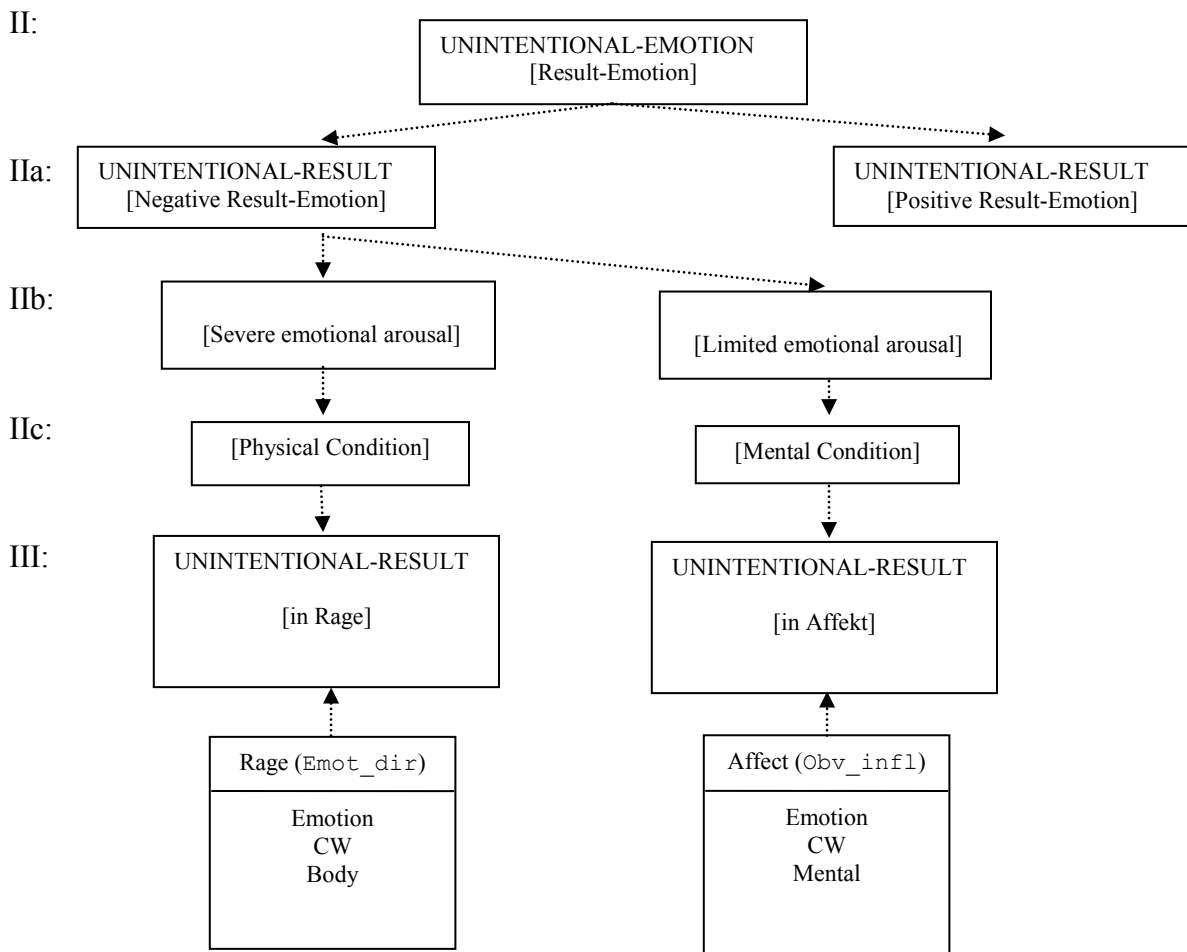 II:
UNINTENTIONAL-EMOTION
[Result-Emotion]
IIa:
UNINTENTIONAL-RESULT
[Negative Result-Emotion]
UNINTENTIONAL-RESULT
[Positive Result-Emotion]
IIb:
[Severe emotional arousal]
[Limited emotional arousal]
IIc:
[Physical Condition]
[Mental Condition]
III:
UNINTENTIONAL-RESULT
[in Rage]
UNINTENTIONAL-RESULT
[in Affekt]
Rage (Emot_dir)
Emotion
CW
Body
Affect (Obv_infl)
Emotion
CW
Mental